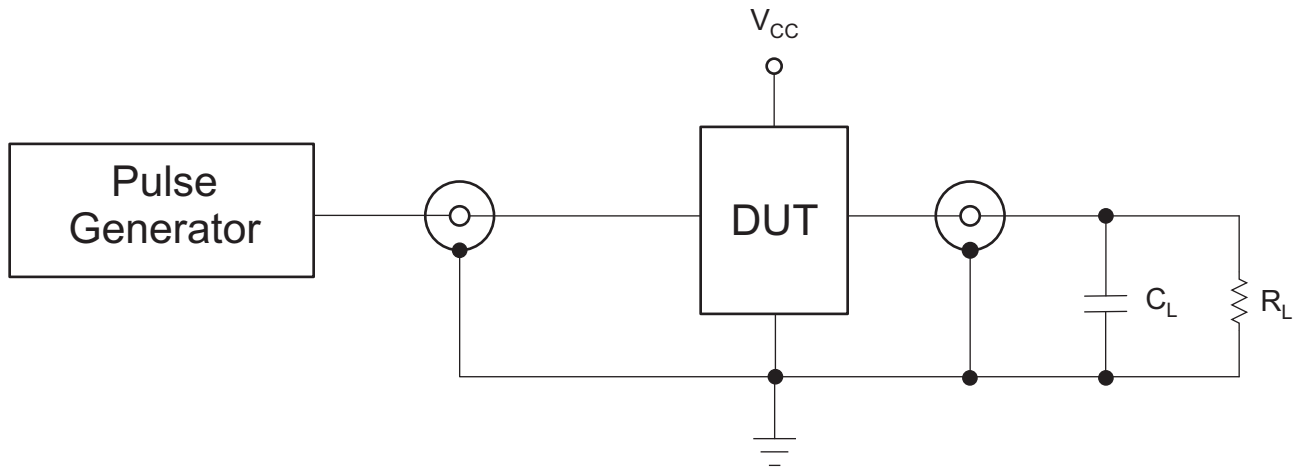 V_CC
Pulse
Generator
DUT
C_L
R_L